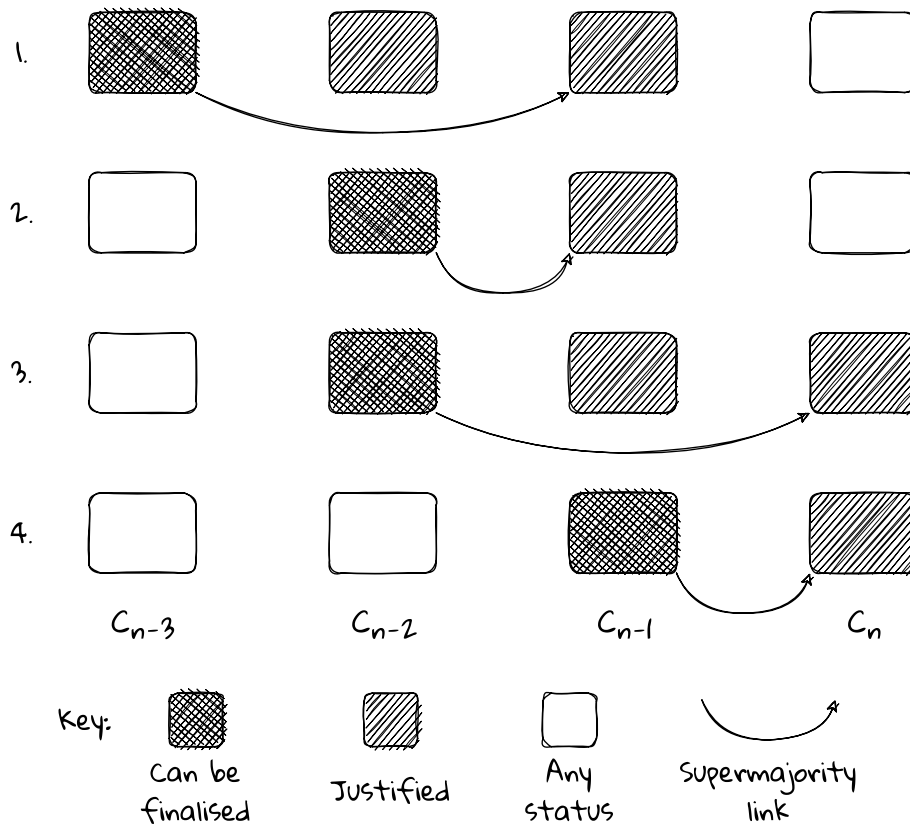 1.
2.
3.
4.
Cn-3 Cn-2 Cn-1 Cn
Key:
Can be
finalised
Justified
Any
status
Supermajority
link